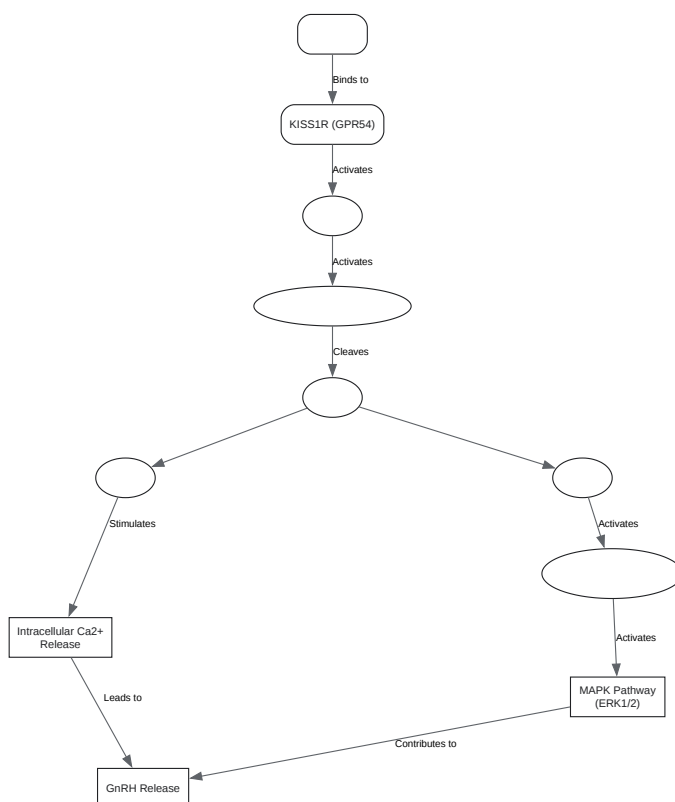 Binds to
KISS1R (GPR54)
Activates
Activates
Cleaves
Stimulates
Activates
Intracellular Ca2+
Release
Activates
MAPK Pathway
(ERK1/2)
Leads to
Contributes to
GnRH Release